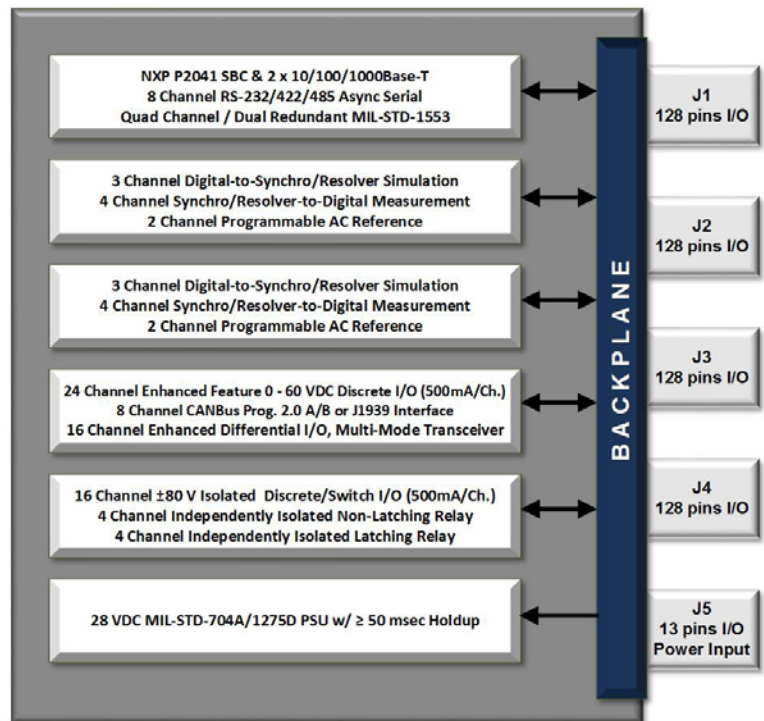 NXP P2041 SBC & 2 x 10/100/1000Base-T
8 Channel RS-232/422/485 Async Serial
Quad Channel / Dual Redundant MIL-STD-1553
3 Channel Digital-to-Synchro/Resolver Simulation
4 Channel Synchro/Resolver-to-Digital Measurement
2 Channel Programmable AC Reference
3 Channel Digital-to-Synchro/Resolver Simulation
4 Channel Synchro/Resolver-to-Digital Measurement
2 Channel Programmable AC Reference
24 Channel Enhanced Feature 0 - 60 VDC Discrete I/O (500mA/Ch.)
8 Channel CANBus Prog. 2.0 A/B or J1939 Interface
16 Channel Enhanced Differential I/O, Multi-Mode Transceiver
16 Channel ±80 V Isolated Discrete/Switch I/O (500mA/Ch.)
4 Channel Independently Isolated Non-Latching Relay
4 Channel Independently Isolated Latching Relay
28 VDC MIL-STD-704A/1275D PSU w/ ≥ 50 msec Holdup
BACKPLANE
J1
128 pins I/O
J2
128 pins I/O
J3
128 pins I/O
J4
128 pins I/O
J5
13 pins I/O
Power Input